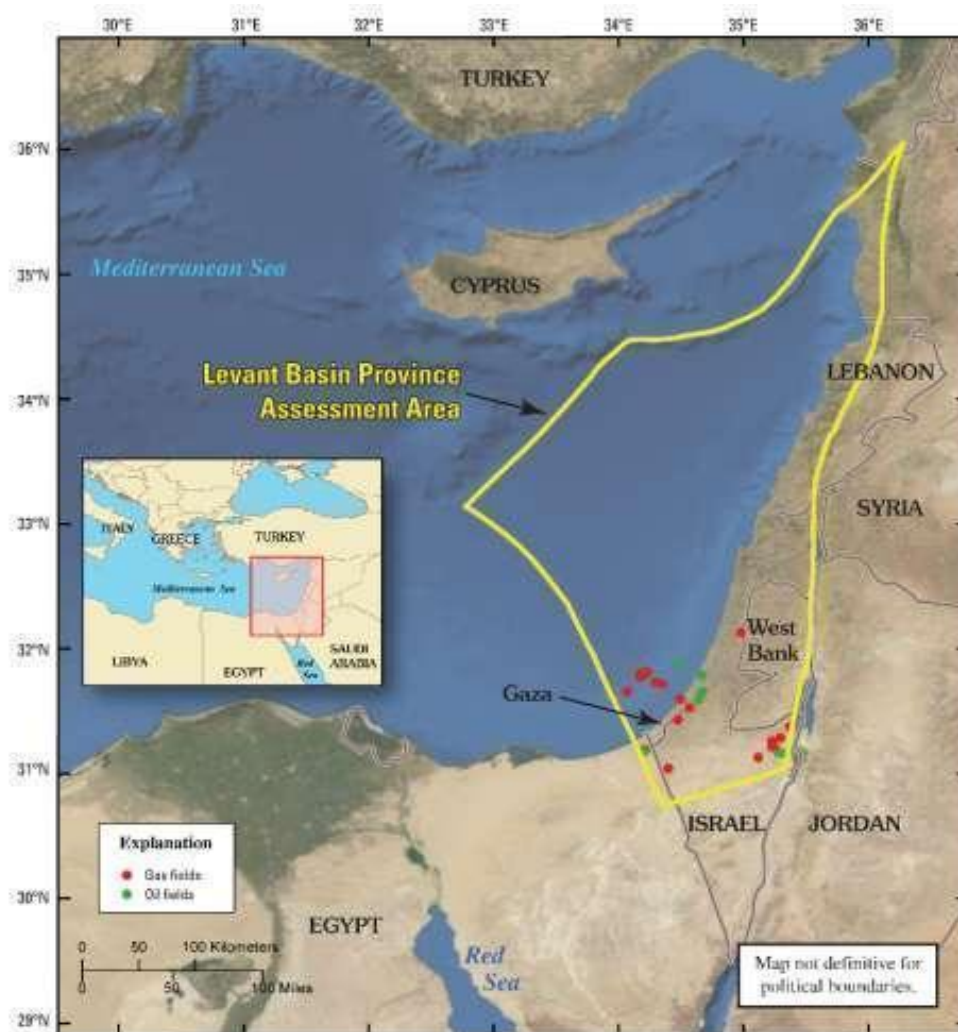 30°E 31°E 32°E 33°E 34°E 35°E 36°E
TURKEY
36°N
35°N
Mediterranean Sea
CYPRUS
Levant Basin Province
Assessment Area
LEBANON
34°N
33°N
SYRIA
ITALY
GREECE
TURKEY
Mediterranean Sea
LIBYA
EGYPT
Red
Sea
SAUDI
ARABIA
32°N
West
Bank
Gaza
31°N
ISRAEL
JORDAN
Explanation
Gas fields
Oil fields
30°N
EGYPT
0 50 100 Kilometers
0 50 100 Miles
Red
Sea
Map not definitive for
political boundaries.
29°N